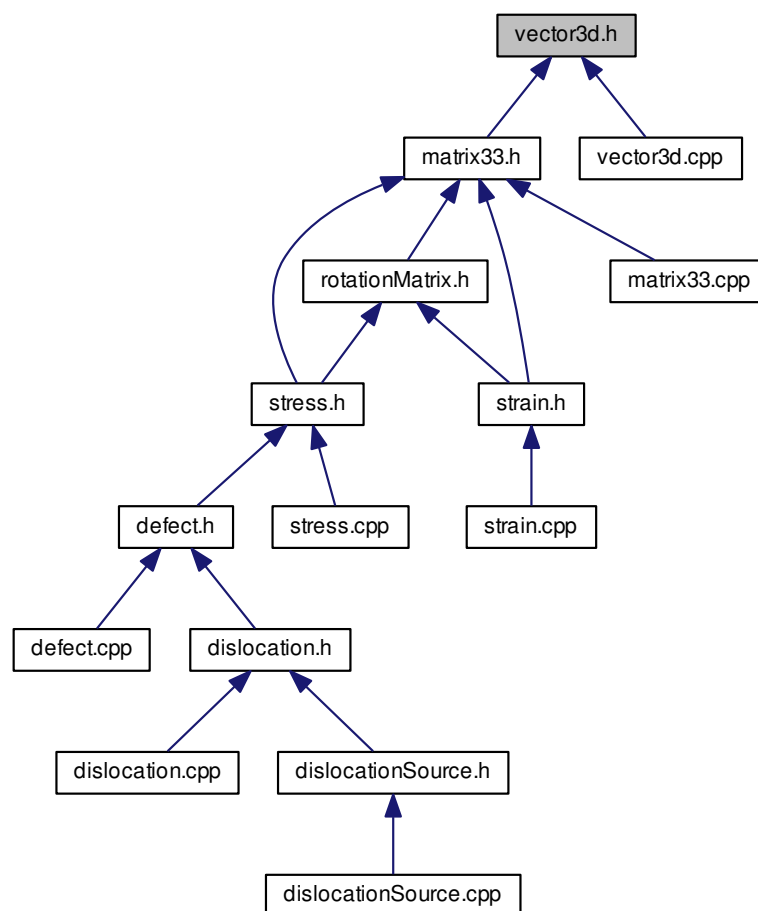 vector3d.h
matrix33.h
vector3d.cpp
rotationMatrix.h
matrix33.cpp
stress.h
strain.h
defect.h
stress.cpp
strain.cpp
defect.cpp
dislocation.h
dislocation.cpp
dislocationSource.h
dislocationSource.cpp